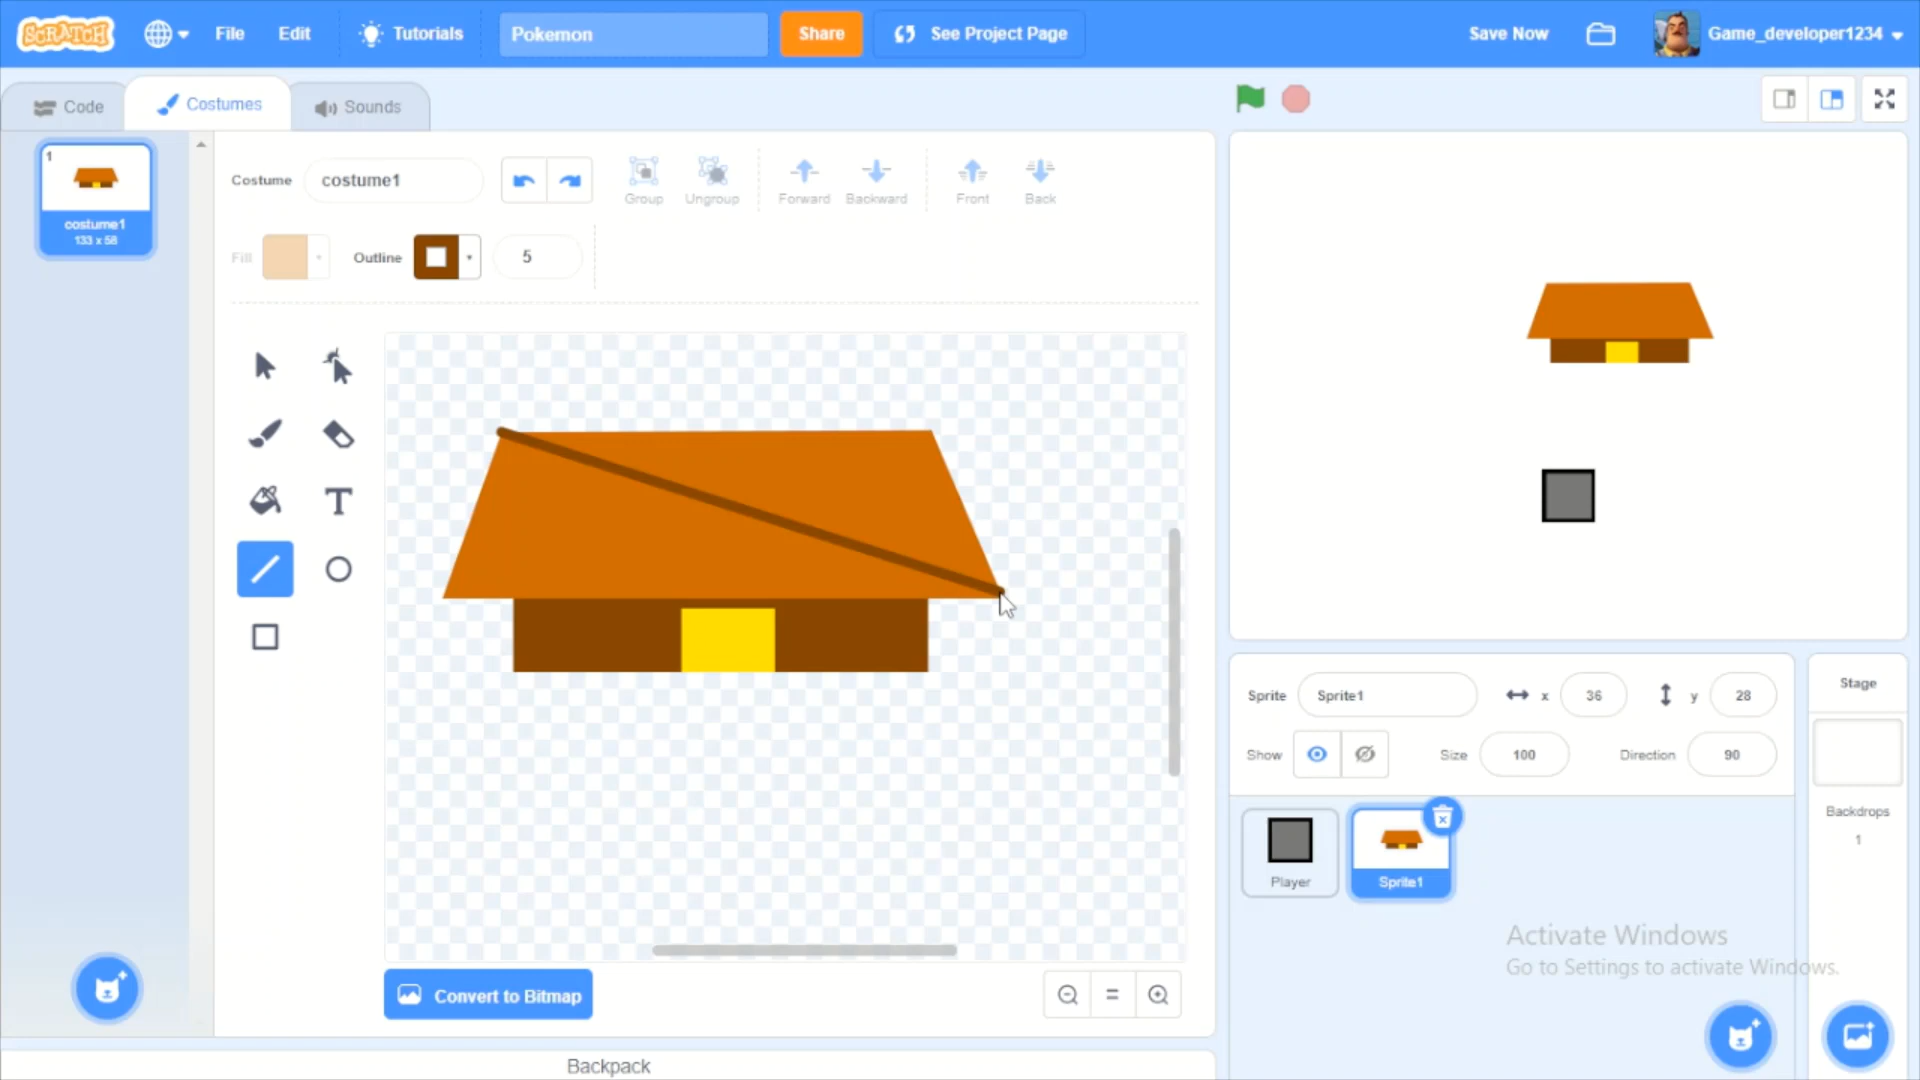 SCRATCH
File
Edit
Tutorials
Pokemon
Share
See Project Page
Save Now
Game_developer1234
Code
Costumes
Sounds
1
costume1
133 x 58
Costume
costume1
Group
Ungroup
Forward
Backward
Front
Back
Fill
Outline
5
T
Convert to Bitmap
=
Backpack
Sprite
Sprite1
x
36
y
28
Show
Size
100
Direction
90
Player
Sprite1
Stage
Backdrops
1
Activate Windows
Go to Settings to activate Windows.